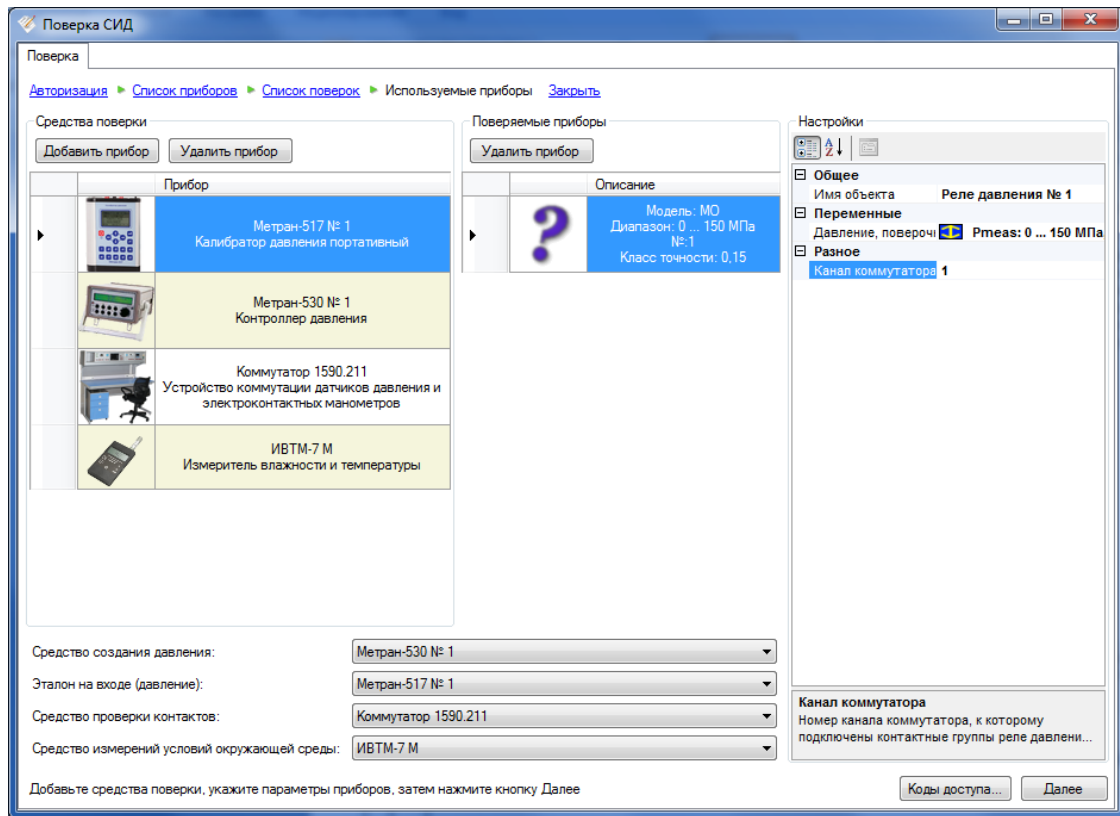 Поверка СИД
Поверка
Авторизация Список приборов Список поверок Используемые приборы Закрыть
Средства поверки
Добавить прибор Удалить прибор
Прибор
Метран-517 № 1
Калибратор давления портативный
Метран-530 № 1
Контроллер давления
Коммутатор 1590.211
Устройство коммутации датчиков давления и
электроконтактных манометров
ИВТМ-7 М
Измеритель влажности и температуры
Поверяемые приборы
Удалить прибор
Описание
Модель: МО
Диапазон: 0 ... 150 МПа
№:1
Класс точности: 0,15
Настройки
Общее
Имя объекта Реле давления № 1
Переменные
Давление, повероч Pmeas: 0 ... 150 МПа
Разное
Канал коммутатора 1
Средство создания давления: Метран-530 № 1
Эталон на входе (давление): Метран-517 № 1
Средство проверки контактов: Коммутатор 1590.211
Средство измерений условий окружающей среды: ИВТМ-7 М
Канал коммутатора
Номер канала коммутатора, к которому
подключены контактные группы реле давлени...
Добавьте средства поверки, укажите параметры приборов, затем нажмите кнопку Далее
Коды доступа... Далее